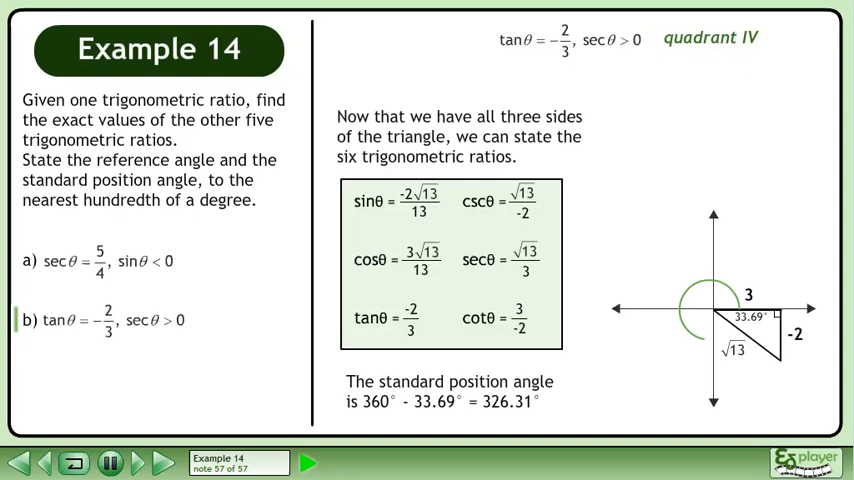 Example 14
Given one trigonometric ratio, find
the exact values of the other five
trigonometric ratios.
State the reference angle and the
standard position angle, to the
nearest hundredth of a degree.
a) secθ = 5/4, sinθ < 0
b) tanθ = -2/3, secθ > 0
tanθ = -2/3, secθ > 0 quadrant IV
Now that we have all three sides
of the triangle, we can state the
six trigonometric ratios.
sinθ = -2√13/13 cscθ = √13/-2
cosθ = 3√13/13 secθ = √13/3
tanθ = -2/3 cotθ = 3/-2
The standard position angle
is 360° - 33.69° = 326.31°
3
33.69°
-2
√13
Example 14
note 57 of 57
player